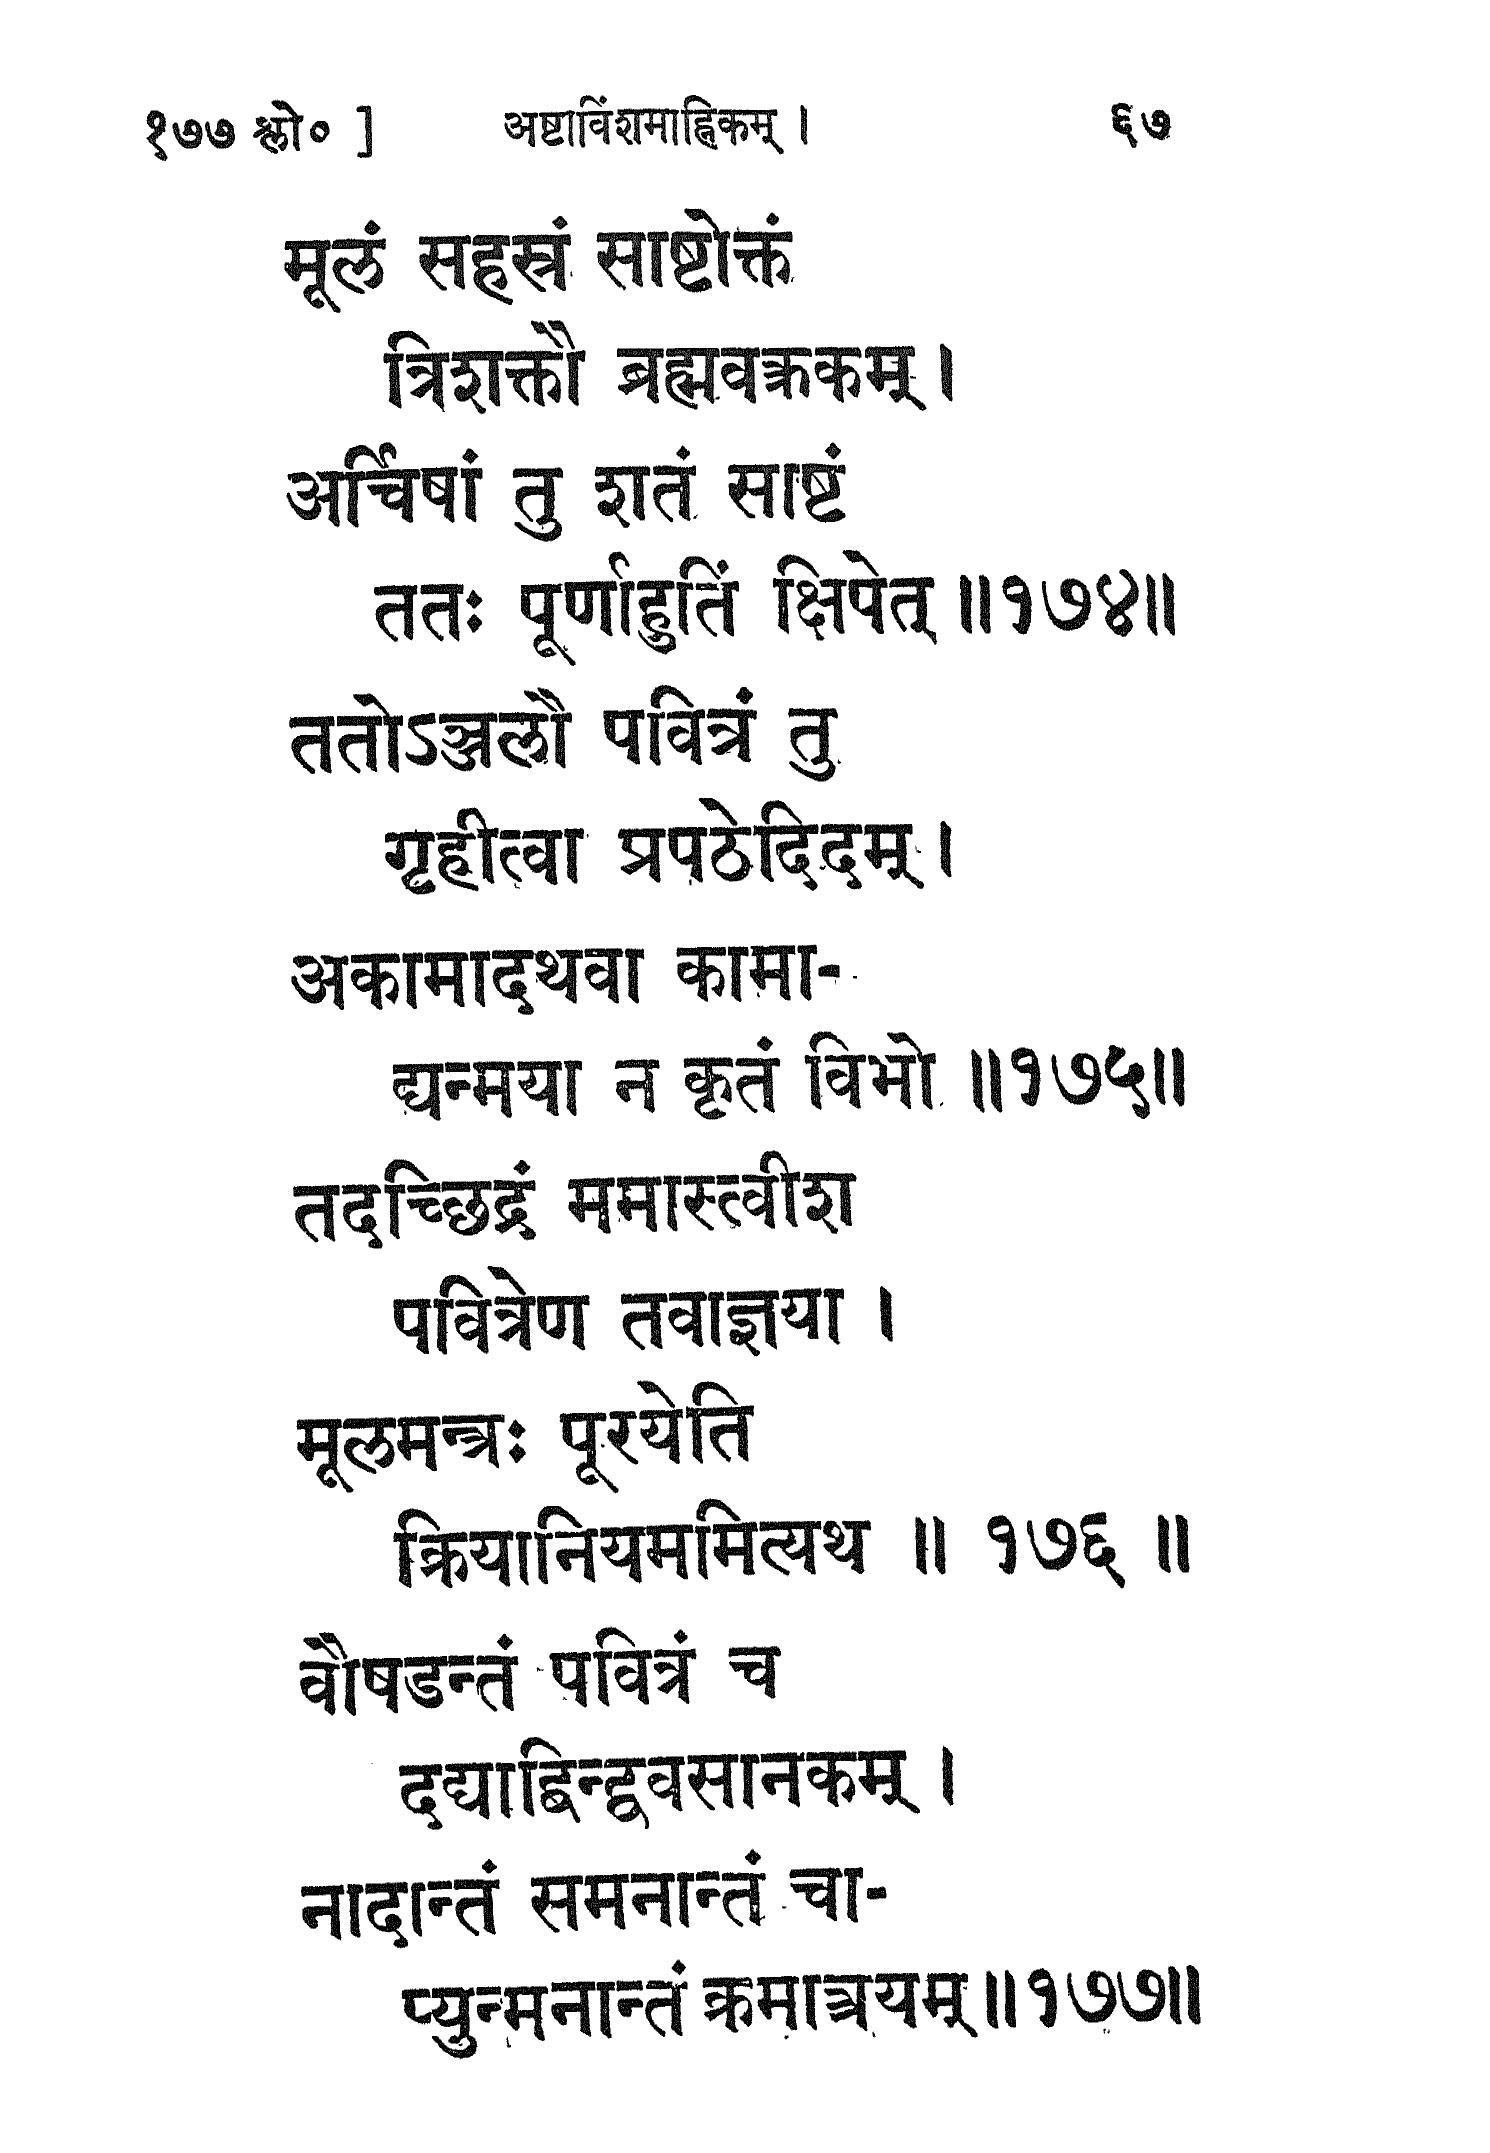 १७७ श्लो० ] अष्टाविंशमाह्निकम् । ६७
मूलं सहस्रं साष्टोक्तं
त्रिशक्तौ ब्रह्मवक्रकम् ।
अर्चिषां तु शतं साष्टं
ततः पूर्णाहुतिं क्षिपेत् ॥१७४॥
ततोऽञ्जलौ पवित्रं तु
गृहीत्वा प्रपठेदिदम् ।
अकामादथवा कामा-
द्यन्मया न कृतं विभो ॥१७५॥
तदच्छिद्रं ममास्त्वीश
पवित्रेण तवाज्ञया ।
मूलमन्त्रः पूरयेति
क्रियानियममित्यथ ॥ १७६ ॥
वौषडन्तं पवित्रं च
दद्याद्बिन्द्ववसानकम् ।
नादान्तं समनान्तं चा-
प्युन्मनान्तं क्रमात्त्रयम् ॥१७७॥